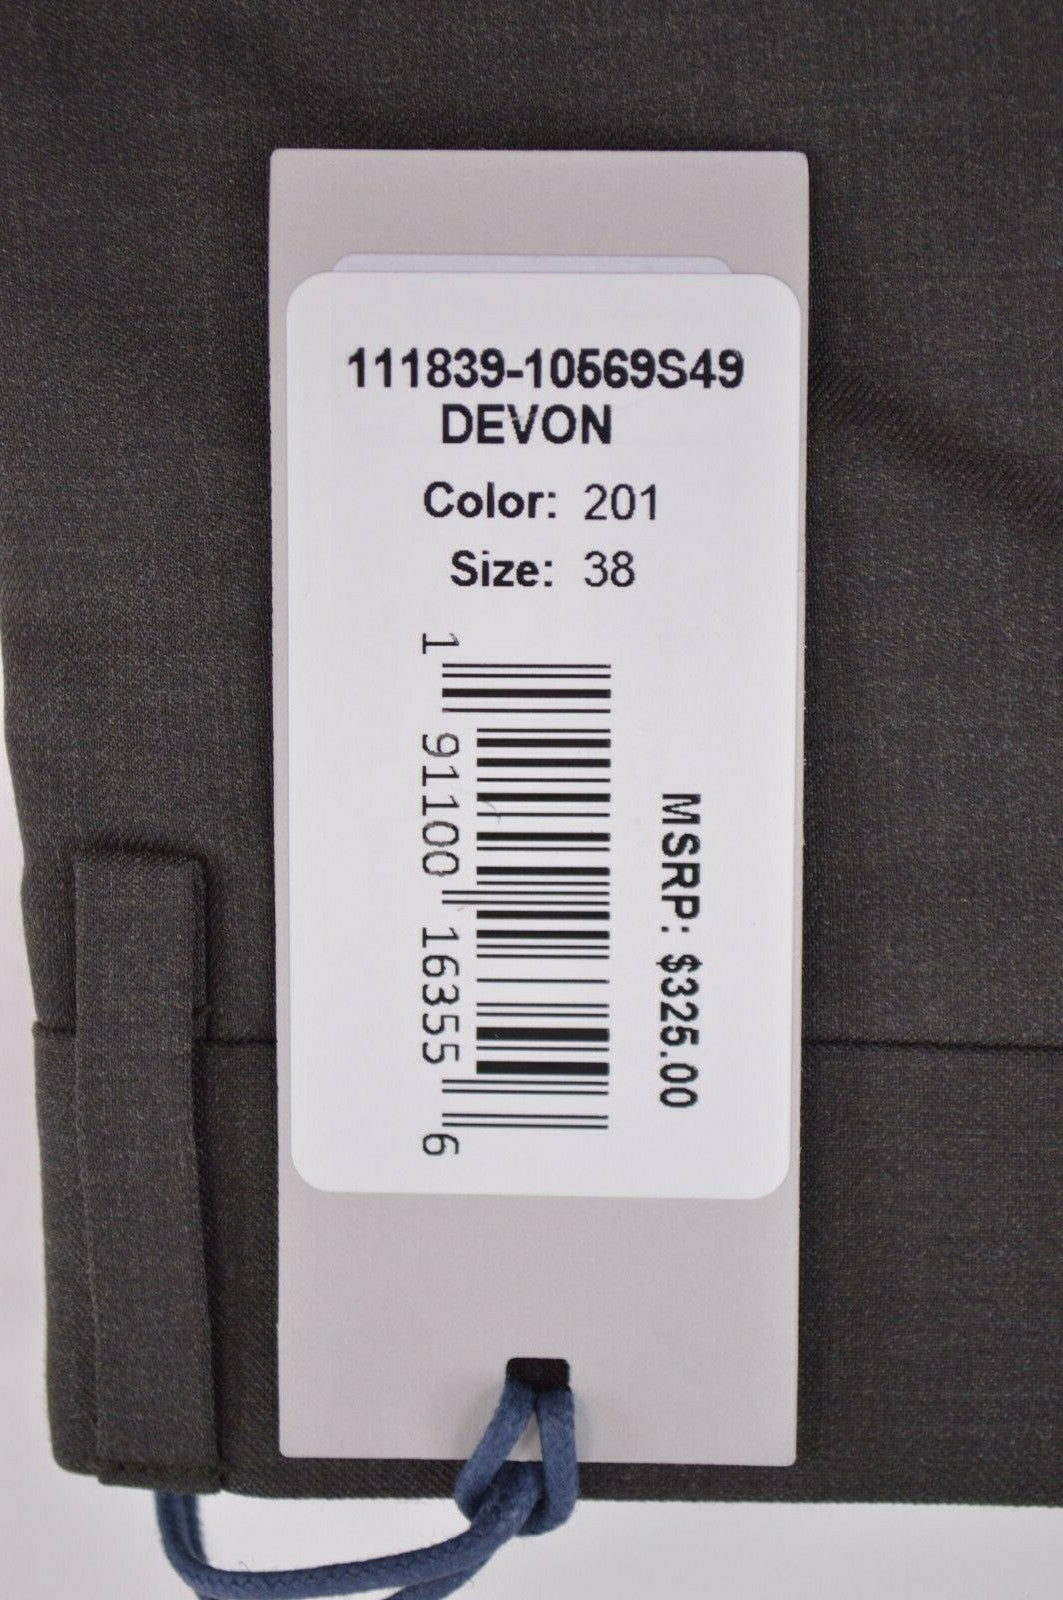 111839-10569S49
DEVON
Color: 201
Size: 38
1 91100 16355 6
MSRP: $325.00